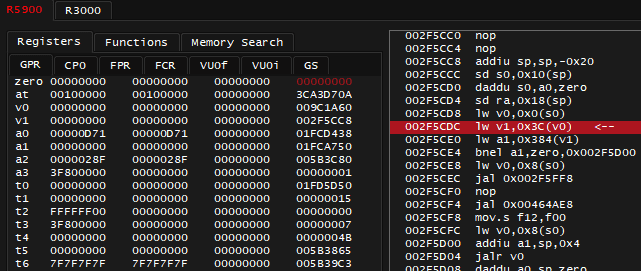 R5900 R3000
Registers Functions Memory Search
GPR CP0 FPR FCR VU0f VU0i GS
zero 00000000 00000000 00000000 00000000
at 00100000 00100000 00000000 3CA3D70A
v0 00000000 00000000 00000000 009C1A60
v1 00000000 00000000 00000000 002F5CC8
a0 00000D71 00000D71 00000000 01FCD438
a1 00000000 00000000 00000000 01FCA750
a2 0000028F 0000028F 00000000 005B3C80
a3 3F800000 00000000 00000000 00000001
t0 00000000 00000000 00000000 01FD5D50
t1 00000000 00000000 00000000 00000015
t2 FFFFFF00 00000000 00000000 00000000
t3 3F800000 00000000 00000000 00000007
t4 00000000 00000000 00000000 0000004B
t5 00000000 00000000 00000000 005B3865
t6 7F7F7F7F 7F7F7F7F 00000000 005B39C3
002F5CC0 nop
002F5CC4 nop
002F5CC8 addiu sp,sp,-0x20
002F5CCC sd s0,0x10(sp)
002F5CD0 daddu s0,a0,zero
002F5CD4 sd ra,0x18(sp)
002F5CD8 lw v0,0x0(s0)
002F5CDC lw v1,0x3C(v0) <--
002F5CE0 lw a1,0x384(v1)
002F5CE4 bnel a1,zero,0x002F5D00
002F5CE8 lw v0,0x8(s0)
002F5CEC jal 0x002F5FF8
002F5CF0 nop
002F5CF4 jal 0x00464AE8
002F5CF8 mov.s f12,f00
002F5CFC lw v0,0x8(s0)
002F5D00 addiu a1,sp,0x4
002F5D04 jalr v0
002F5D08 daddu a0,sp,zero